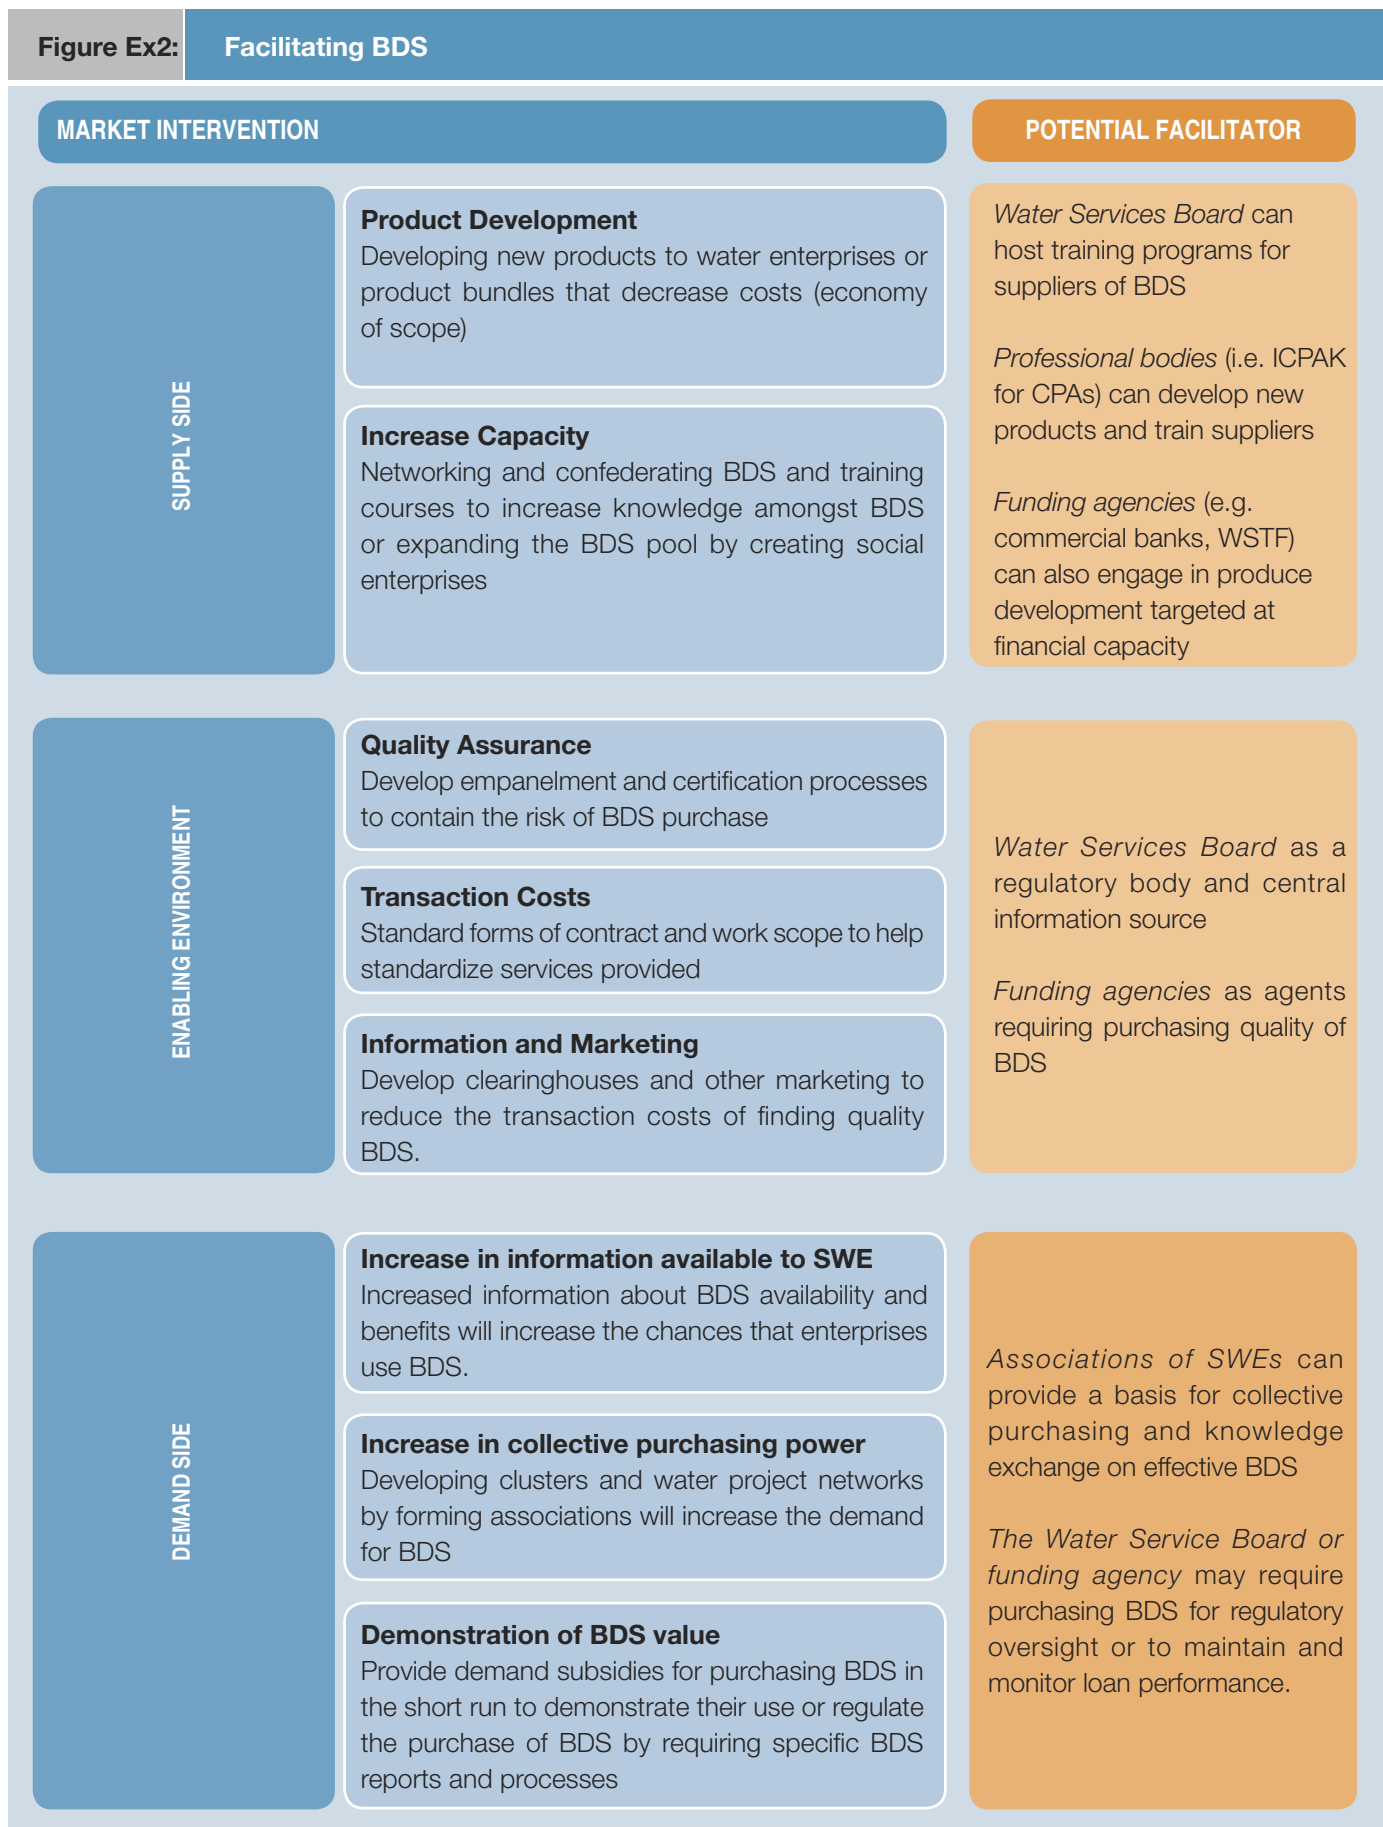 Figure Ex2: Facilitating BDS
MARKET INTERVENTION
POTENTIAL FACILITATOR
SUPPLY SIDE
Product Development
Developing new products to water enterprises or
product bundles that decrease costs (economy
of scope)
Increase Capacity
Networking and confederating BDS and training
courses to increase knowledge amongst BDS
or expanding the BDS pool by creating social
enterprises
Water Services Board can
host training programs for
suppliers of BDS
Professional bodies (i.e. ICPAK
for CPAs) can develop new
products and train suppliers
Funding agencies (e.g.
commercial banks, WSTF)
can also engage in produce
development targeted at
financial capacity
ENABLING ENVIRONMENT
Quality Assurance
Develop empanelment and certification processes
to contain the risk of BDS purchase
Transaction Costs
Standard forms of contract and work scope to help
standardize services provided
Information and Marketing
Develop clearinghouses and other marketing to
reduce the transaction costs of finding quality
BDS.
Water Services Board as a
regulatory body and central
information source
Funding agencies as agents
requiring purchasing quality of
BDS
DEMAND SIDE
Increase in information available to SWE
Increased information about BDS availability and
benefits will increase the chances that enterprises
use BDS.
Increase in collective purchasing power
Developing clusters and water project networks
by forming associations will increase the demand
for BDS
Demonstration of BDS value
Provide demand subsidies for purchasing BDS in
the short run to demonstrate their use or regulate
the purchase of BDS by requiring specific BDS
reports and processes
Associations of SWEs can
provide a basis for collective
purchasing and knowledge
exchange on effective BDS
The Water Service Board or
funding agency may require
purchasing BDS for regulatory
oversight or to maintain and
monitor loan performance.